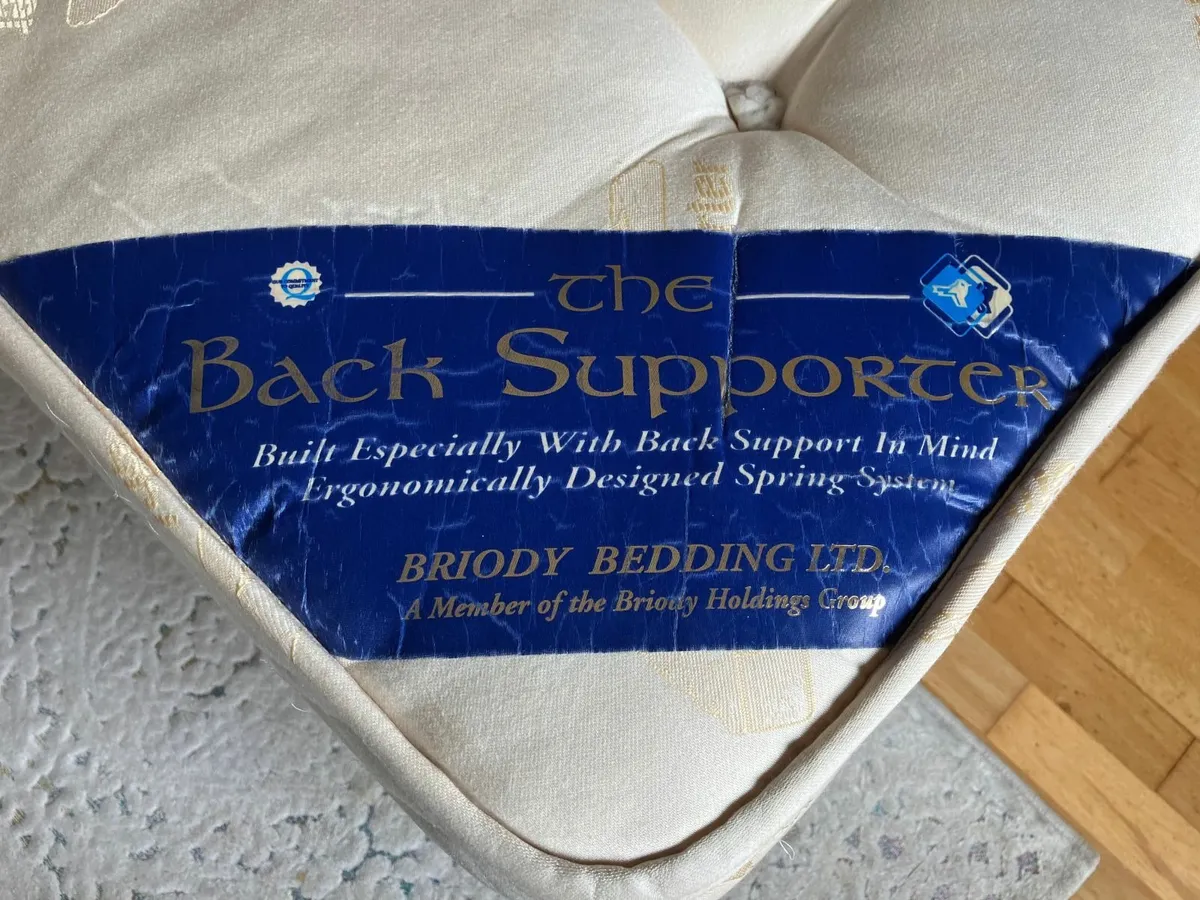 the
Back Supporter
Built Especially With Back Support In Mind
Ergonomically Designed Spring System
BRIODY BEDDING LTD.
A Member of the Briody Holdings Group